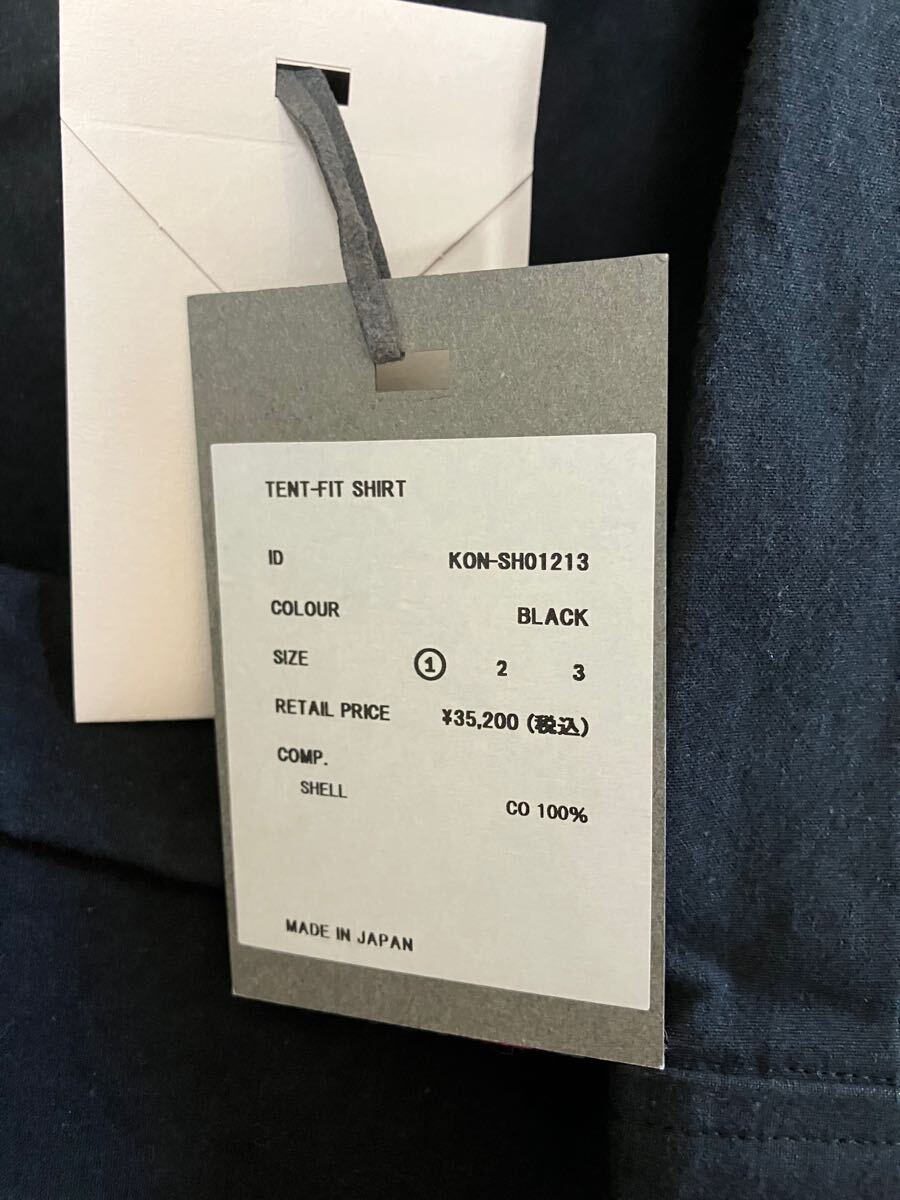 TENT-FIT SHIRT
ID KON-SH01213
COLOUR BLACK
SIZE ① 2 3
RETAIL PRICE ¥35,200 (税込)
COMP.
SHELL
CO 100%
MADE IN JAPAN